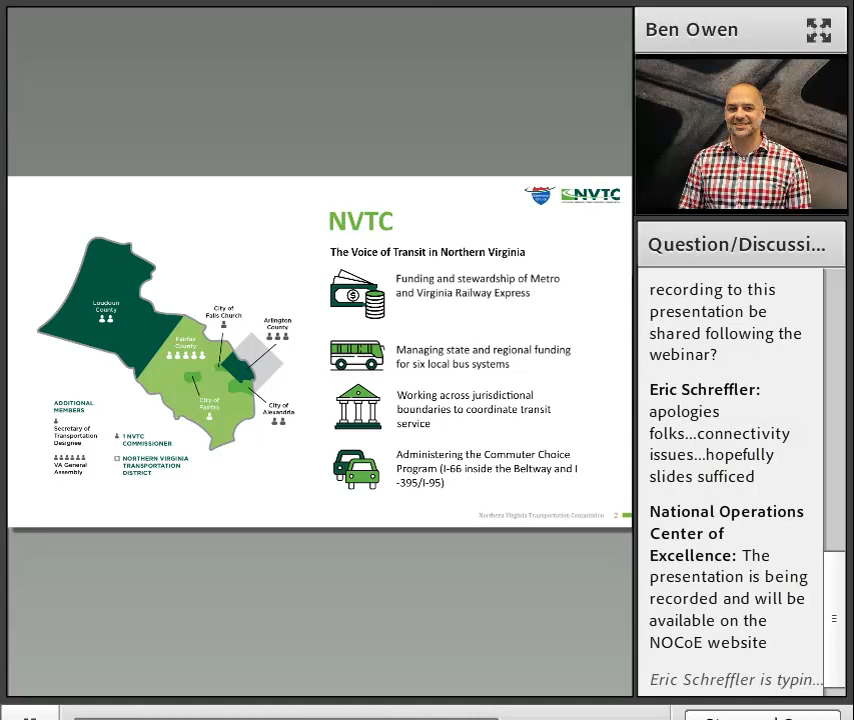 Ben Owen
NVTC
NVTC
The Voice of Transit in Northern Virginia
Funding and stewardship of Metro
and Virginia Railway Express
Managing state and regional funding
for six local bus systems
Working across jurisdictional
boundaries to coordinate transit
service
Administering the Commuter Choice
Program (I-66 inside the Beltway and I
-395/I-95)
Loudoun
County
City of
Falls Church
Arlington
County
Fairfax
County
City of
Fairfax
City of
Alexandria
ADDITIONAL
MEMBERS
Secretary of
Transportation
Designee
VA General
Assembly
1 NVTC
COMMISSIONER
NORTHERN VIRGINIA
TRANSPORTATION
DISTRICT
Northern Virginia Transportation Commission 2
Question/Discussi...
recording to this
presentation be
shared following the
webinar?
Eric Schreffler:
apologies
folks...connectivity
issues...hopefully
slides sufficed
National Operations
Center of
Excellence: The
presentation is being
recorded and will be
available on the
NOCoE website
Eric Schreffler is typin...